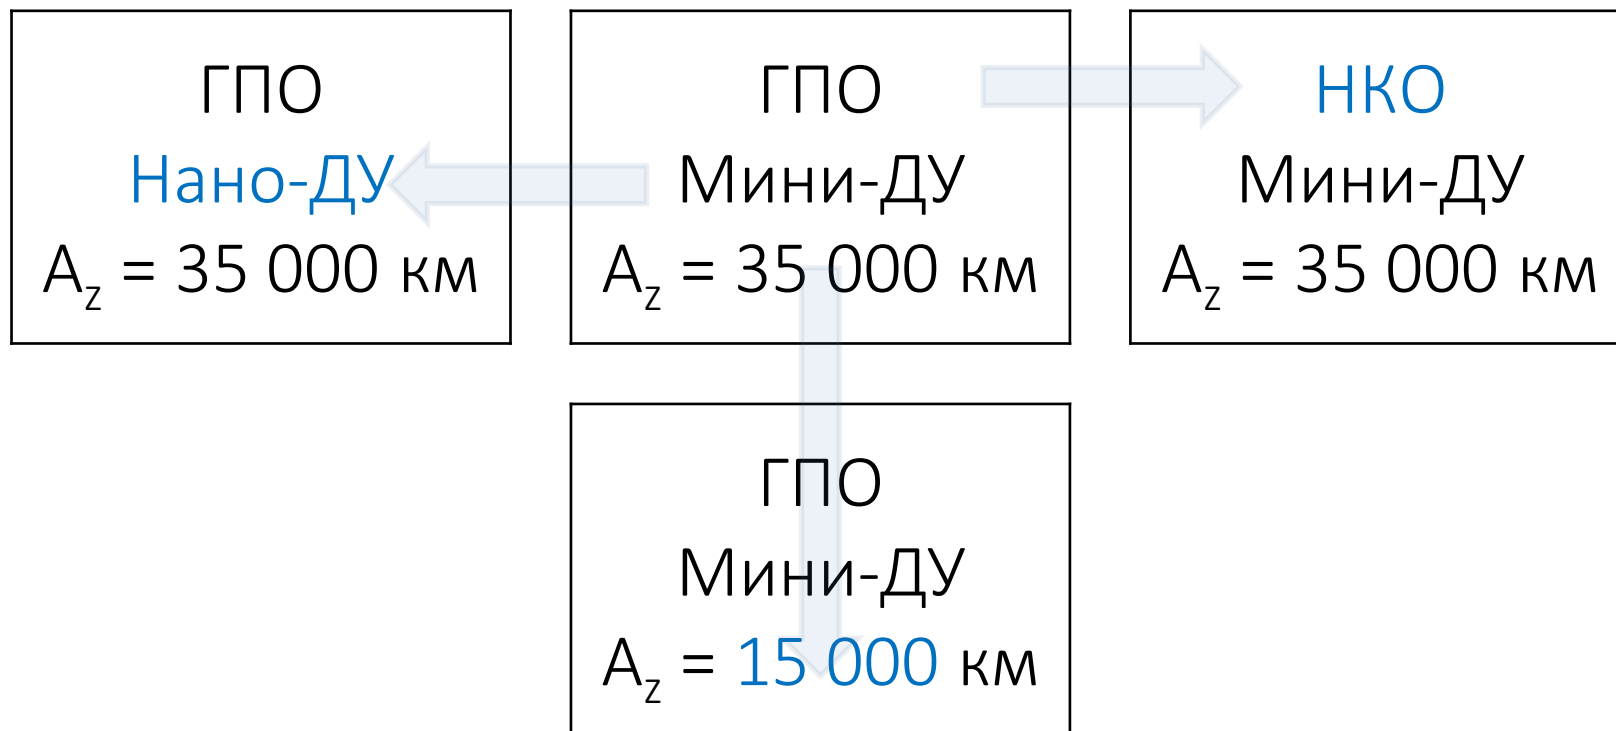 ГПО
Нано-ДУ
Az = 35 000 км
ГПО
Мини-ДУ
Az = 35 000 км
НКО
Мини-ДУ
Az = 35 000 км
ГПО
Мини-ДУ
Az = 15 000 км